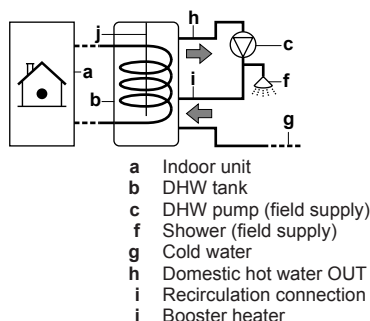 j
h
c
a
i
f
b
g
a Indoor unit
b DHW tank
c DHW pump (field supply)
f Shower (field supply)
g Cold water
h Domestic hot water OUT
i Recirculation connection
j Booster heater